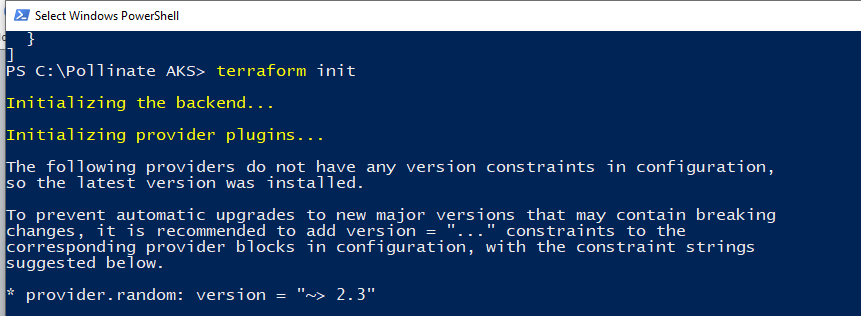 Select Windows PowerShell
}
]
PS C:\Pollinate AKS> terraform init
Initializing the backend...
Initializing provider plugins...
The following providers do not have any version constraints in configuration,
so the latest version was installed.
To prevent automatic upgrades to new major versions that may contain breaking
changes, it is recommended to add version = "..." constraints to the
corresponding provider blocks in configuration, with the constraint strings
suggested below.
* provider.random: version = "~> 2.3"